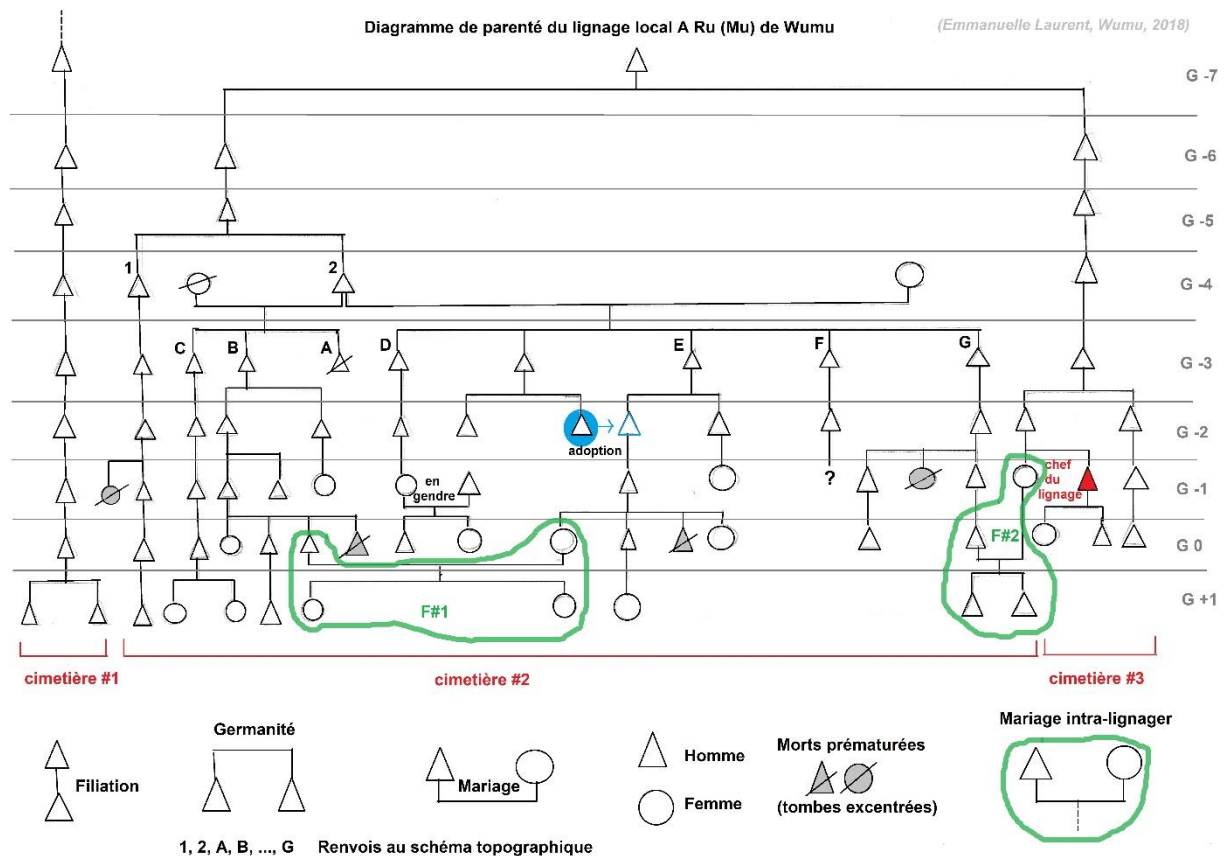 Diagramme de parenté du lignage local A Ru (Mu) de Wumu
(Emmanuelle Laurent, Wumu, 2018)
G -7
G -6
G -5
1
2
G -4
C
B
A
D
E
F
G
G -3
adoption
G -2
en
gendre
?
chef
du
lignage
G -1
F#2
G 0
F#1
G +1
cimetière #1
cimetière #2
cimetière #3
Filiation
Germanité
Mariage
Homme
Femme
Morts prématurées
(tombes excentrées)
Mariage intra-lignager
1, 2, A, B, ..., G Renvois au schéma topographique